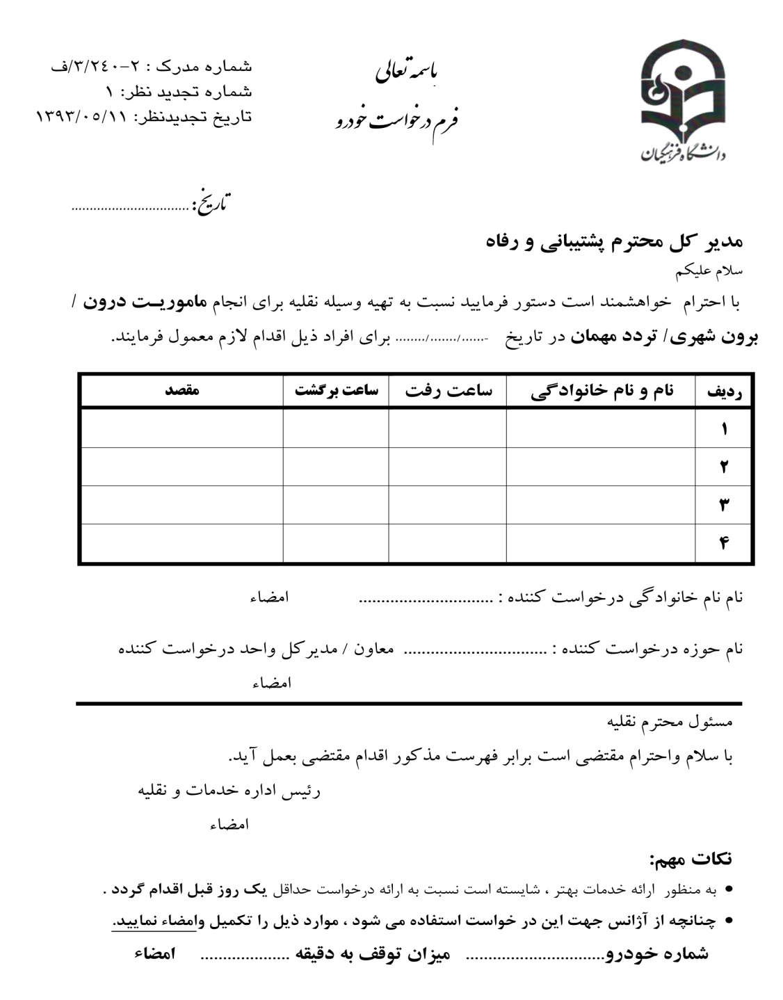 باسمه تعالی
فرم درخواست خودرو
شماره مدرک : ۲-۳/۲۴۰/ف
شماره تجدید نظر: ۱
تاریخ تجدیدنظر: ۱۳۹۳/۰۵/۱۱
دانشگاه فرهنگیان
تاریخ: ................................
مدیر کل محترم پشتیبانی و رفاه
سلام علیکم
با احترام خواهشمند است دستور فرمایید نسبت به تهیه وسیله نقلیه برای انجام ماموریت درون /
برون شهری/ تردد مهمان در تاریخ -....../......./........ برای افراد ذیل اقدام لازم معمول فرمایند.
ردیف نام و نام خانوادگی ساعت رفت ساعت برگشت مقصد
۱
۲
۳
۴
نام نام خانوادگی درخواست کننده : .............................. امضاء
نام حوزه درخواست کننده : ................................ معاون / مدیرکل واحد درخواست کننده
امضاء
مسئول محترم نقلیه
با سلام واحترام مقتضی است برابر فهرست مذکور اقدام مقتضی بعمل آید.
رئیس اداره خدمات و نقلیه
امضاء
نکات مهم:
• به منظور ارائه خدمات بهتر ، شایسته است نسبت به ارائه درخواست حداقل یک روز قبل اقدام گردد .
• چنانچه از آژانس جهت این در خواست استفاده می شود ، موارد ذیل را تکمیل وامضاء نمایید.
شماره خودرو............................... میزان توقف به دقیقه .................... امضاء